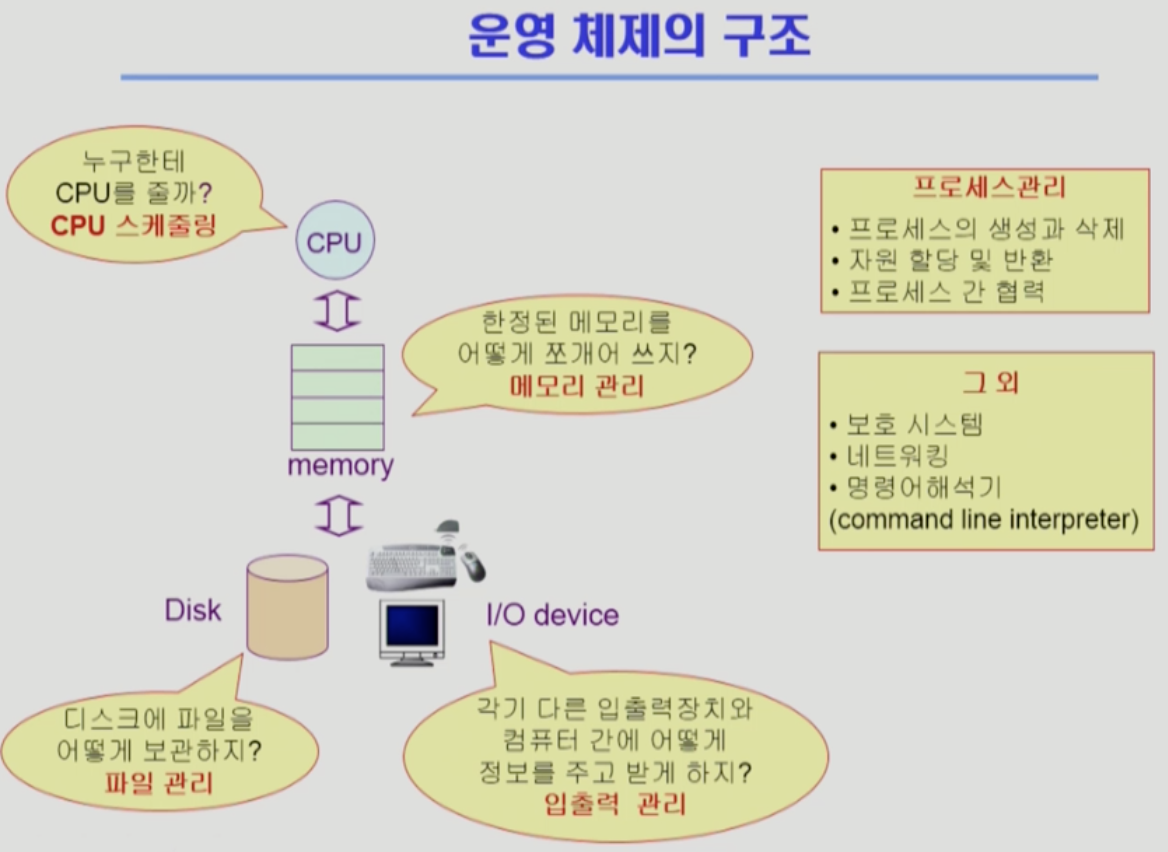 운영 체제의 구조
누구한테
CPU를 줄까?
CPU 스케줄링
CPU
한정된 메모리를
어떻게 쪼개어 쓰지?
메모리 관리
memory
Disk
I/O device
디스크에 파일을
어떻게 보관하지?
파일 관리
각기 다른 입출력장치와
컴퓨터 간에 어떻게
정보를 주고 받게 하지?
입출력 관리
프로세스관리
• 프로세스의 생성과 삭제
• 자원 할당 및 반환
• 프로세스 간 협력
그 외
• 보호 시스템
• 네트워킹
• 명령어해석기
(command line interpreter)